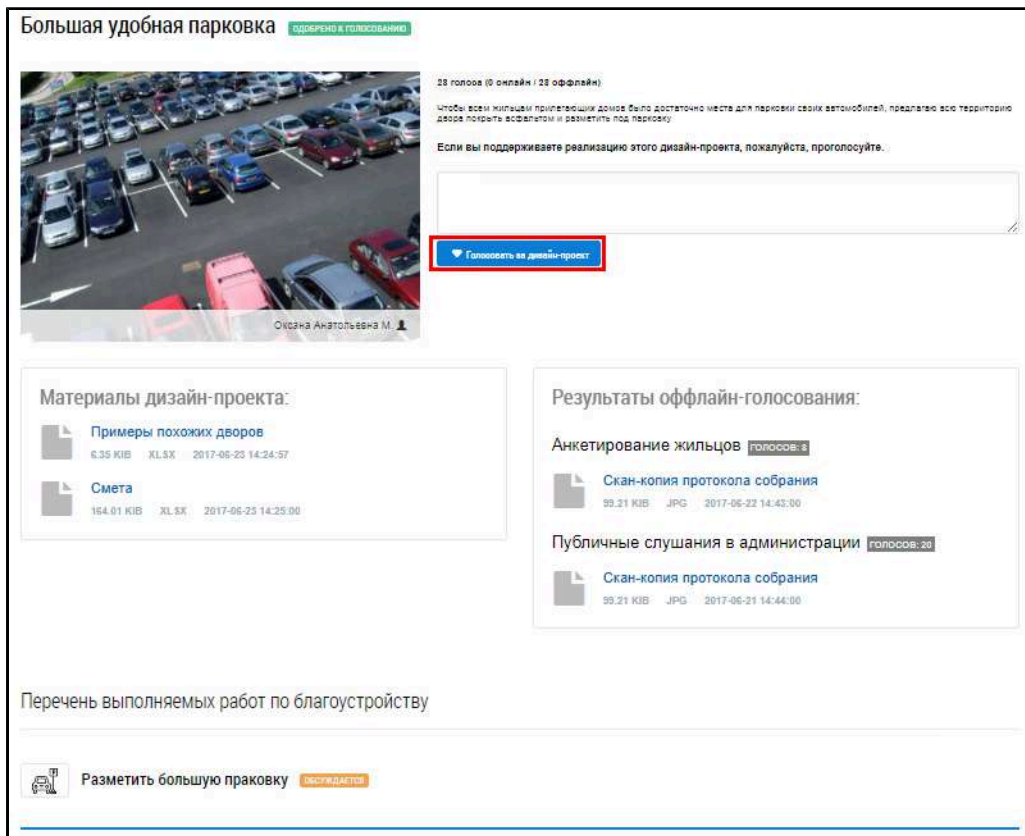 Большая удобная парковка ОДОБРЕНО К ГОЛОСОВАНИЮ
28 голоса (0 онлайн / 28 оффлайн)
Чтобы всем жильцам прилегающих домов было достаточно места для парковки своих автомобилей, предлагаю всю территорию
двора покрыть асфальтом и разметить под парковку
Если вы поддерживаете реализацию этого дизайн-проекта, пожалуйста, проголосуйте.
Голосовать за дизайн-проект
Оксана Анатольевна М.
Материалы дизайн-проекта:
Примеры похожих дворов
6.35 KIB XLSX 2017-06-23 14:24:57
Смета
164.01 KIB XLSX 2017-06-23 14:25:00
Результаты оффлайн-голосования:
Анкетирование жильцов ГОЛОСОВ: 8
Скан-копия протокола собрания
99.21 KIB JPG 2017-06-22 14:43:00
Публичные слушания в администрации ГОЛОСОВ: 20
Скан-копия протокола собрания
99.21 KIB JPG 2017-06-21 14:44:00
Перечень выполняемых работ по благоустройству
Разметить большую праковку ОБСУЖДАЕТСЯ